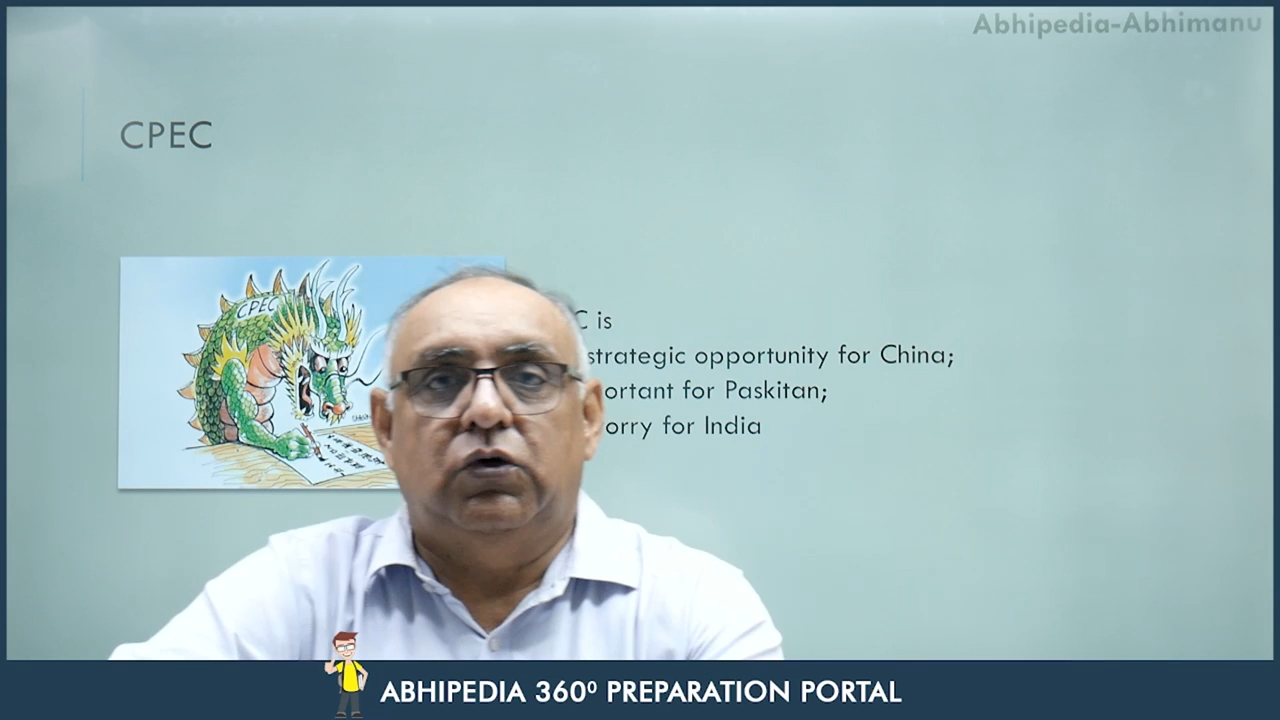 Abhipedia-Abhimanu
CPEC
CPEC
C is
strategic opportunity for China;
ortant for Paskitan;
orry for India
ABHIPEDIA 360⁰ PREPARATION PORTAL